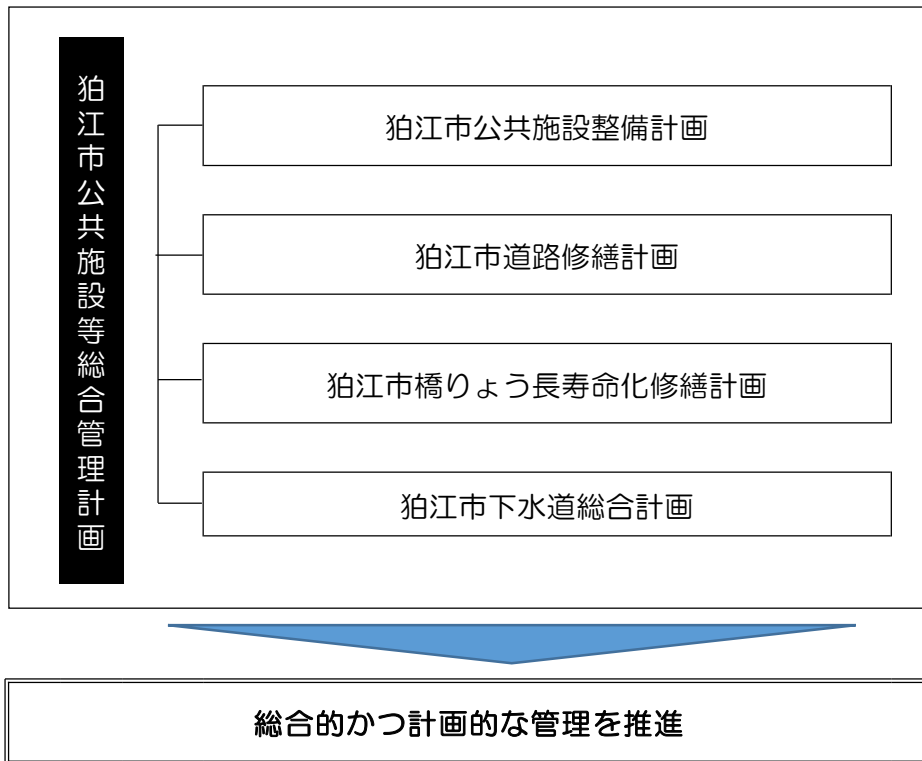 狛江市公共施設等総合管理計画
狛江市公共施設整備計画
狛江市道路修繕計画
狛江市橋りょう長寿命化修繕計画
狛江市下水道総合計画
総合的かつ計画的な管理を推進